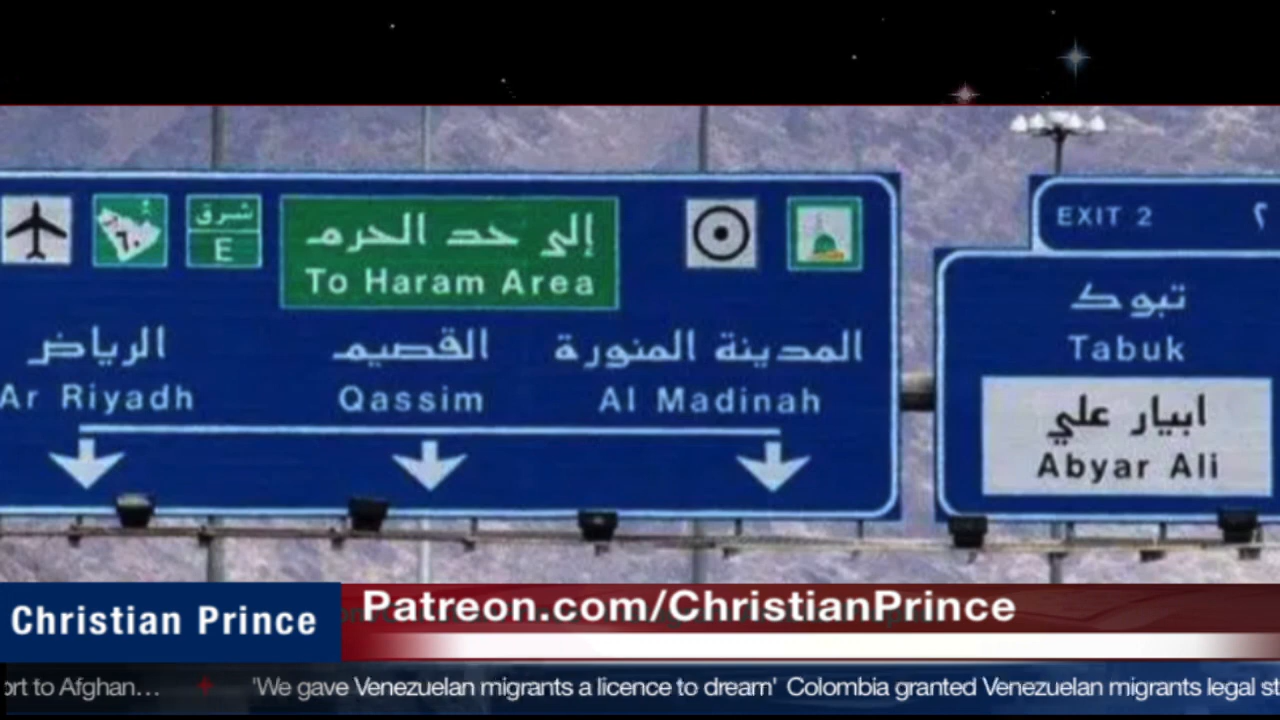 شرق
E
٦٠
إلى حد الحرم
To Haram Area
EXIT 2 ٢
الرياض
Ar Riyadh
القصيم
Qassim
المدينة المنورة
Al Madinah
تبوك
Tabuk
ابيار علي
Abyar Ali
Christian Prince
Patreon.com/ChristianPrince
ort to Afghan… 'We gave Venezuelan migrants a licence to dream' Colombia granted Venezuelan migrants legal st